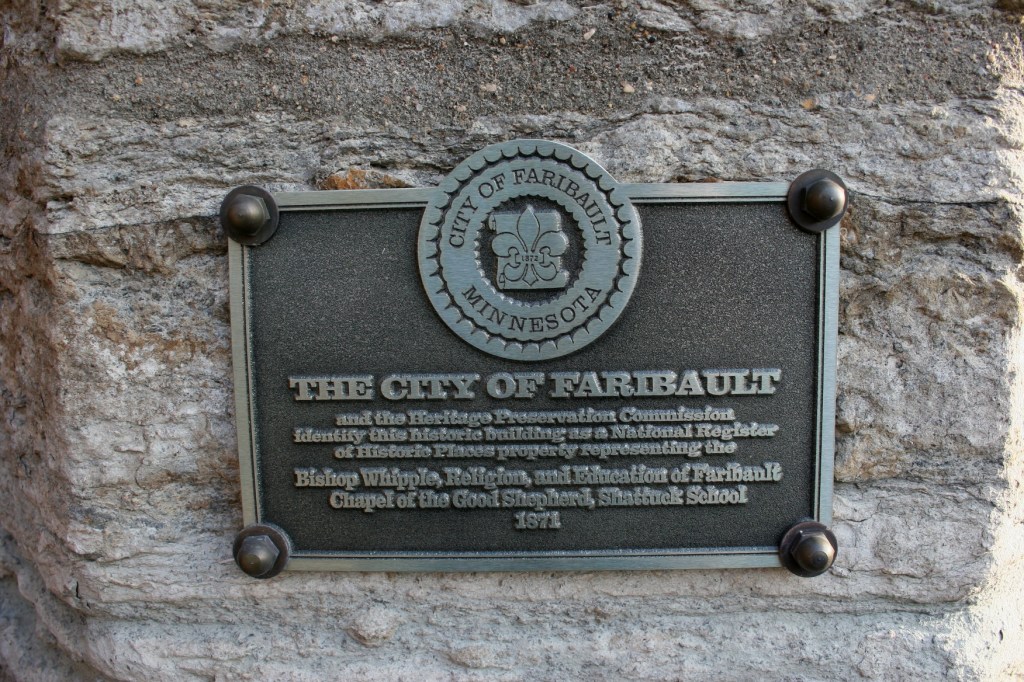 CITY OF FARIBAULT
1872
MINNESOTA
THE CITY OF FARIBAULT
and the Heritage Preservation Commission
identify this historic building as a National Register
of Historic Places property representing the
Bishop Whipple, Religion, and Education of Faribault
Chapel of the Good Shepherd, Shattuck School
1871